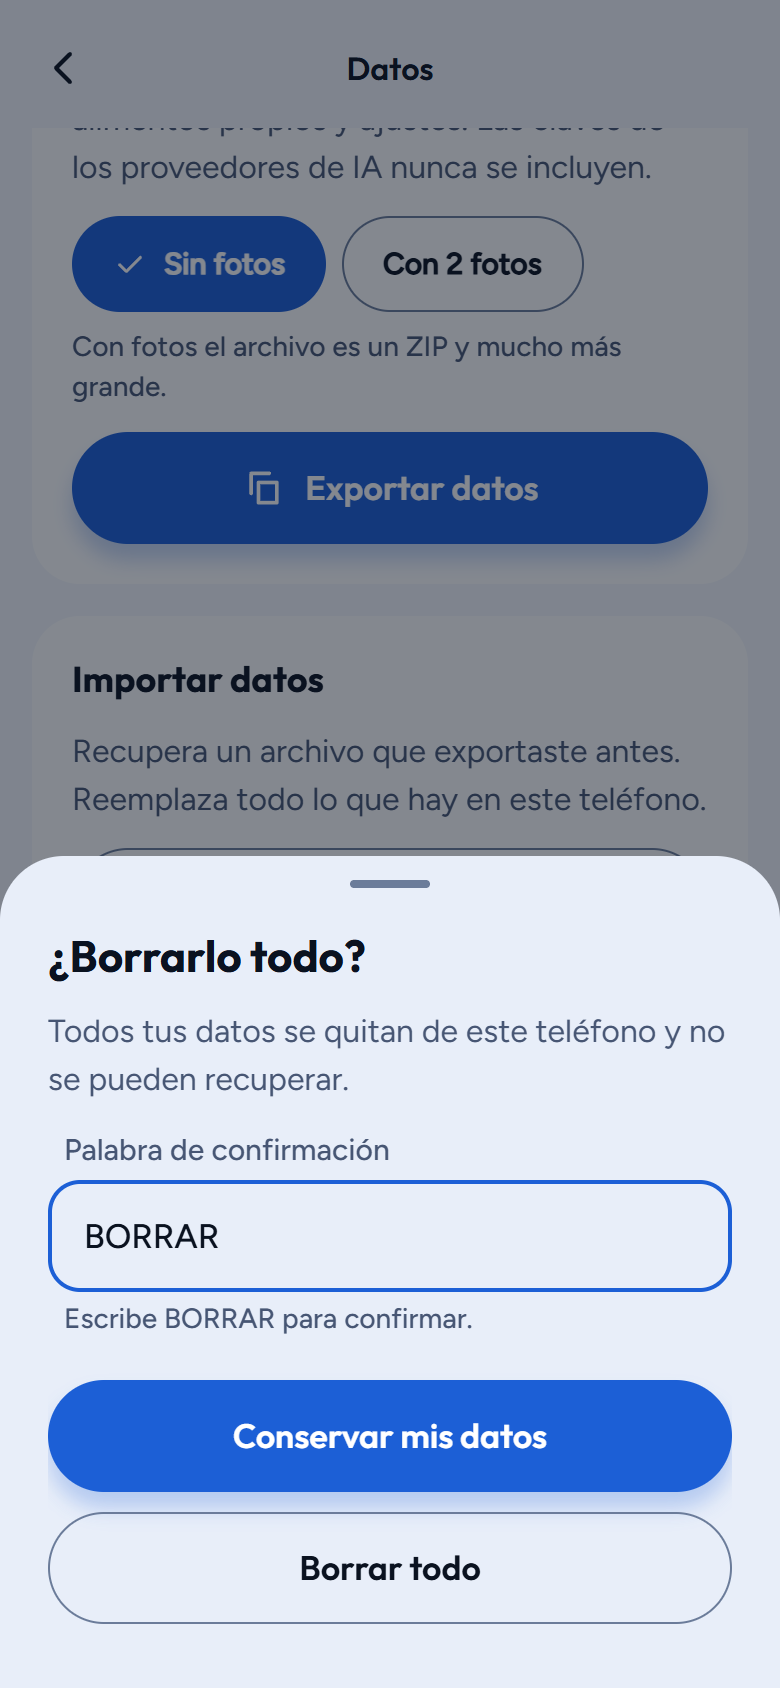 Datos
los proveedores de IA nunca se incluyen.
Sin fotos
Con 2 fotos
Con fotos el archivo es un ZIP y mucho más
grande.
Exportar datos
Importar datos
Recupera un archivo que exportaste antes.
Reemplaza todo lo que hay en este teléfono.
¿Borrarlo todo?
Todos tus datos se quitan de este teléfono y no
se pueden recuperar.
Palabra de confirmación
BORRAR
Escribe BORRAR para confirmar.
Conservar mis datos
Borrar todo